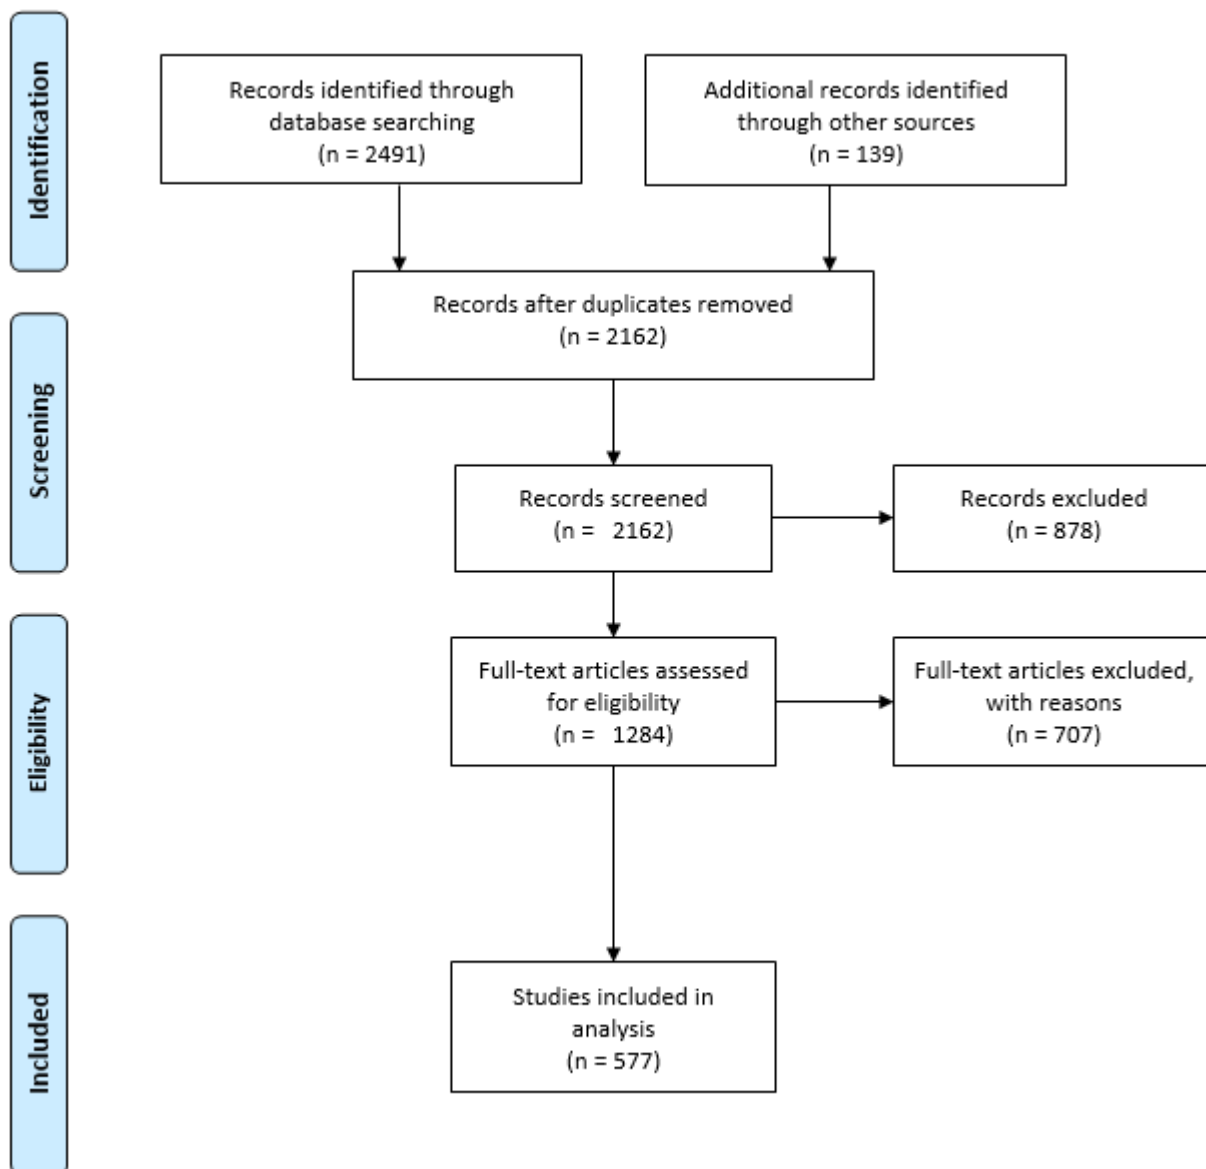 Identification
Records identified through
database searching
(n = 2491)
Additional records identified
through other sources
(n = 139)
Records after duplicates removed
(n = 2162)
Screening
Records screened
(n =   2162)
Records excluded
(n = 878)
Eligibility
Full-text articles assessed
for eligibility
(n =   1284)
Full-text articles excluded,
with reasons
(n = 707)
Included
Studies included in
analysis
(n = 577)